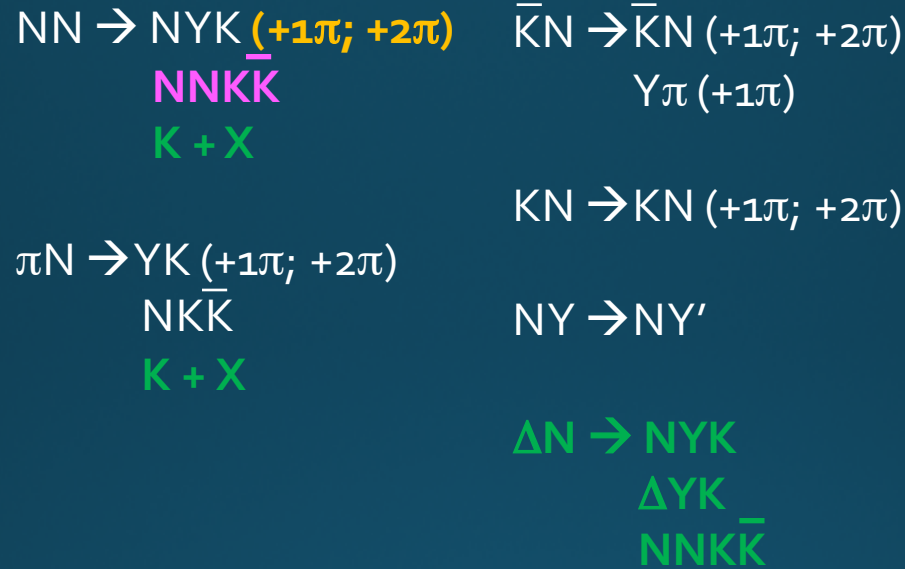 NN → NYK (+1π; +2π)
NNKK̅
K + X
πN → YK (+1π; +2π)
NKK̅
K + X
K̅N → K̅N (+1π; +2π)
Yπ (+1π)
KN → KN (+1π; +2π)
NY → NY’
ΔN → NYK
ΔYK
NNKK̅